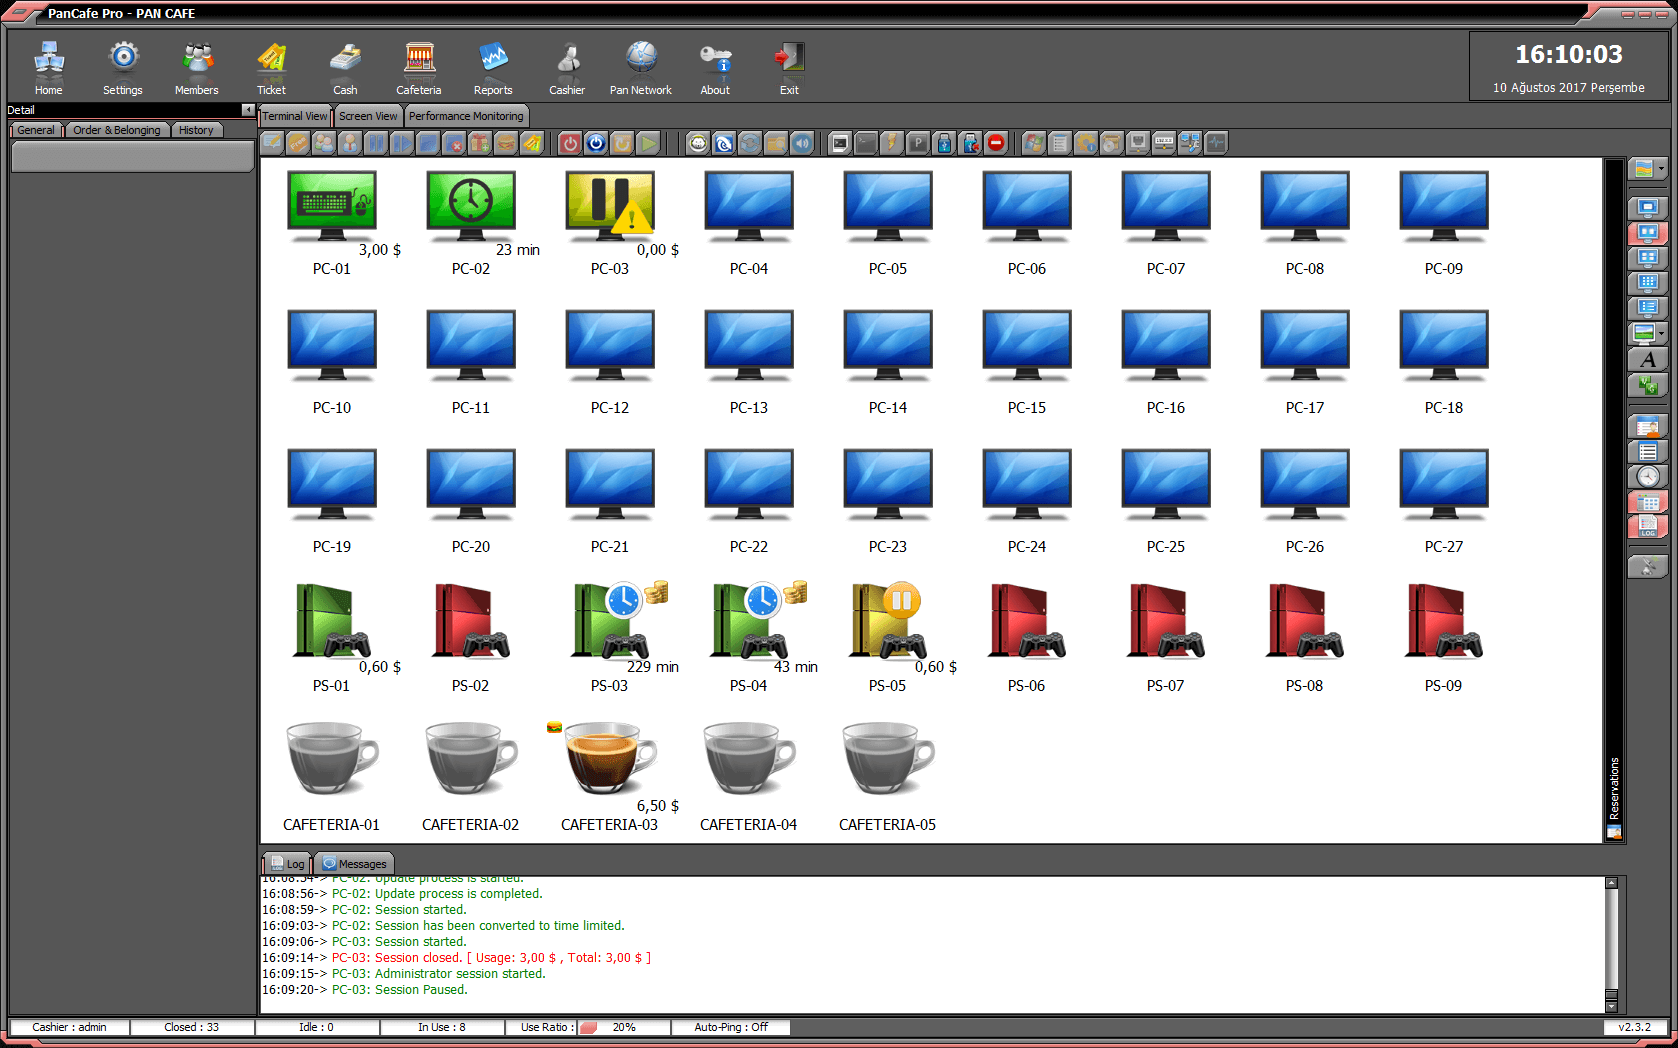 PanCafe Pro - PAN CAFE
Home
Settings
Members
Ticket
Cash
Cafeteria
Reports
Cashier
Pan Network
About
Exit
16:10:03
10 Ağustos 2017 Perşembe
Detail
General
Order & Belonging
History
Terminal View
Screen View
Performance Monitoring
3,00 $
23 min
0,00 $
PC-01
PC-02
PC-03
PC-04
PC-05
PC-06
PC-07
PC-08
PC-09
PC-10
PC-11
PC-12
PC-13
PC-14
PC-15
PC-16
PC-17
PC-18
PC-19
PC-20
PC-21
PC-22
PC-23
PC-24
PC-25
PC-26
PC-27
0,60 $
229 min
43 min
0,60 $
PS-01
PS-02
PS-03
PS-04
PS-05
PS-06
PS-07
PS-08
PS-09
6,50 $
CAFETERIA-01
CAFETERIA-02
CAFETERIA-03
CAFETERIA-04
CAFETERIA-05
Reservations
A
LOG
Log
Messages
16:08:54-> PC-02: Update process is started.
16:08:56-> PC-02: Update process is completed.
16:08:59-> PC-02: Session started.
16:09:03-> PC-02: Session has been converted to time limited.
16:09:06-> PC-03: Session started.
16:09:14-> PC-03: Session closed. [ Usage: 3,00 $ , Total: 3,00 $ ]
16:09:15-> PC-03: Administrator session started.
16:09:20-> PC-03: Session Paused.
Cashier : admin
Closed : 33
Idle : 0
In Use : 8
Use Ratio :
20%
Auto-Ping : Off
v2.3.2